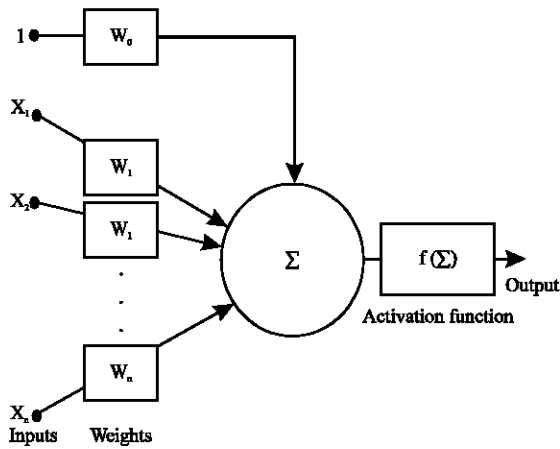 1
W₀
X₁
W₁
X₂
W₁
Σ
f (Σ)
Output
Activation function
Wₙ
Xₙ
Inputs
Weights